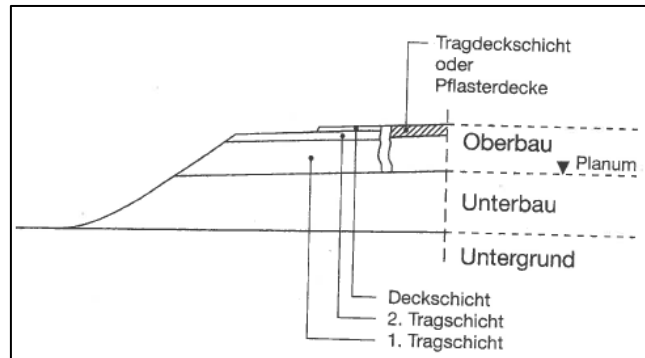 Tragdeckschicht
oder
Pflasterdecke
Oberbau
Planum
Unterbau
Untergrund
Deckschicht
2. Tragschicht
1. Tragschicht